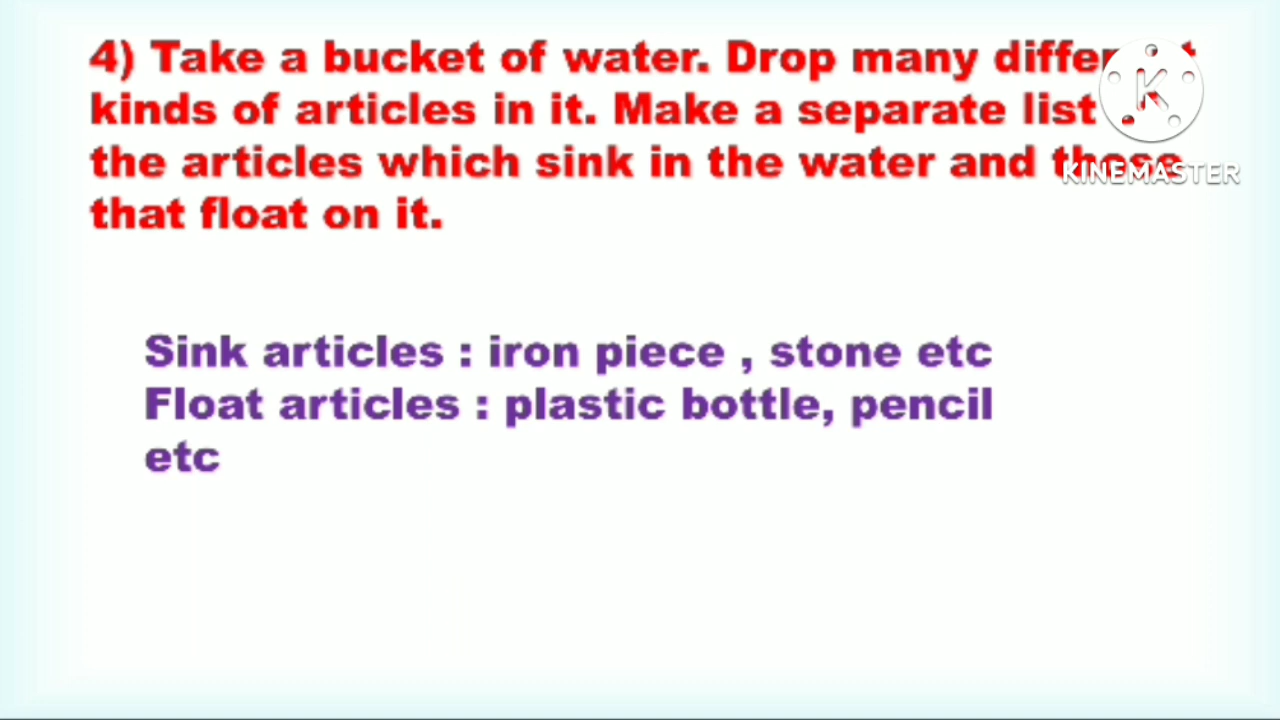 4) Take a bucket of water. Drop many different
kinds of articles in it. Make a separate list
the articles which sink in the water and those
that float on it.
KINEMASTER
Sink articles : iron piece , stone etc
Float articles : plastic bottle, pencil
etc